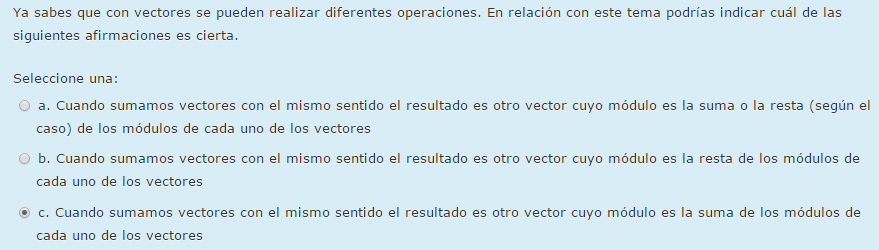 Ya sabes que con vectores se pueden realizar diferentes operaciones. En relación con este tema podrías indicar cuál de las
siguientes afirmaciones es cierta.
Seleccione una:
a. Cuando sumamos vectores con el mismo sentido el resultado es otro vector cuyo módulo es la suma o la resta (según el
caso) de los módulos de cada uno de los vectores
b. Cuando sumamos vectores con el mismo sentido el resultado es otro vector cuyo módulo es la resta de los módulos de
cada uno de los vectores
c. Cuando sumamos vectores con el mismo sentido el resultado es otro vector cuyo módulo es la suma de los módulos de
cada uno de los vectores